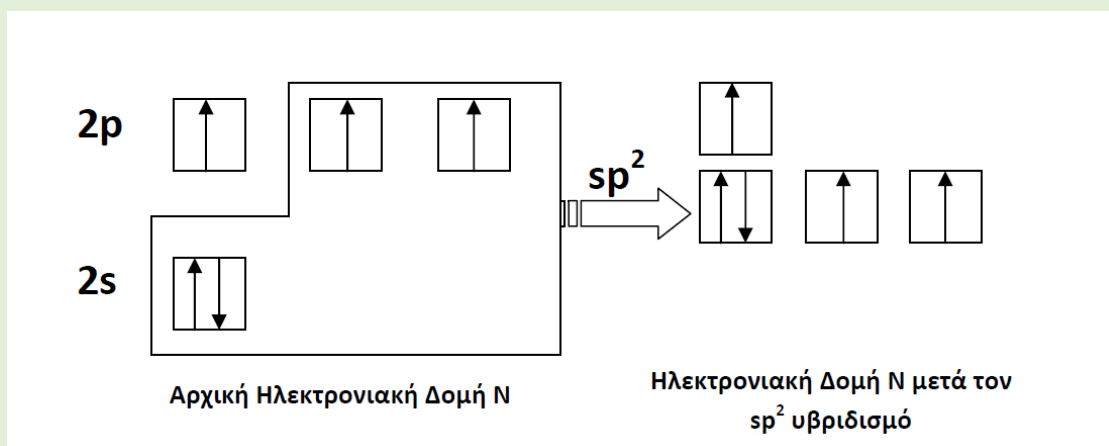 2p
sp²
2s
Αρχική Ηλεκτρονιακή Δομή Ν
Ηλεκτρονιακή Δομή Ν μετά τον
sp² υβριδισμό